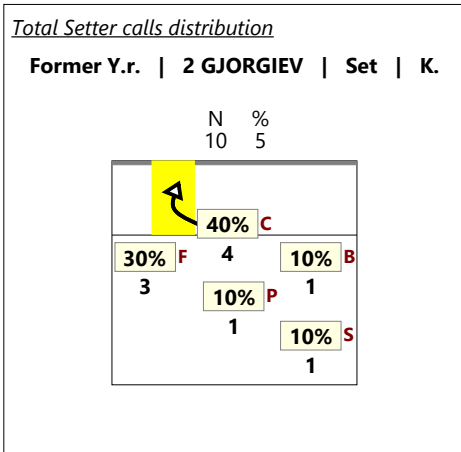 Total Setter calls distribution
Former Y.r. | 2 GJORGIEV | Set | K.
N %
10 5
40% C
4
30% F
3
10% B
1
10% P
1
10% S
1